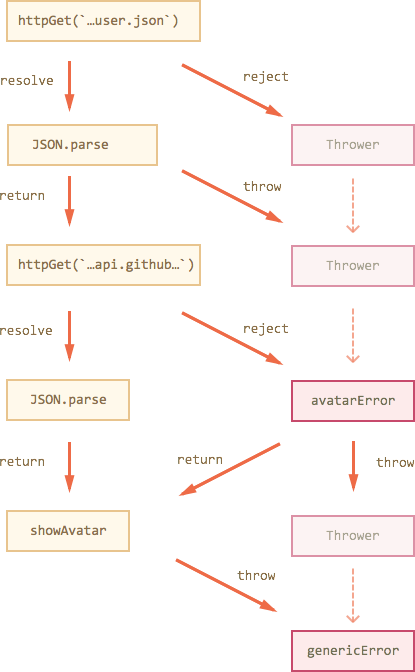 httpGet(`…user.json`)
resolve
reject
JSON.parse
Thrower
return
throw
httpGet(`…api.github…`)
Thrower
resolve
reject
JSON.parse
avatarError
return
return
throw
showAvatar
Thrower
throw
genericError